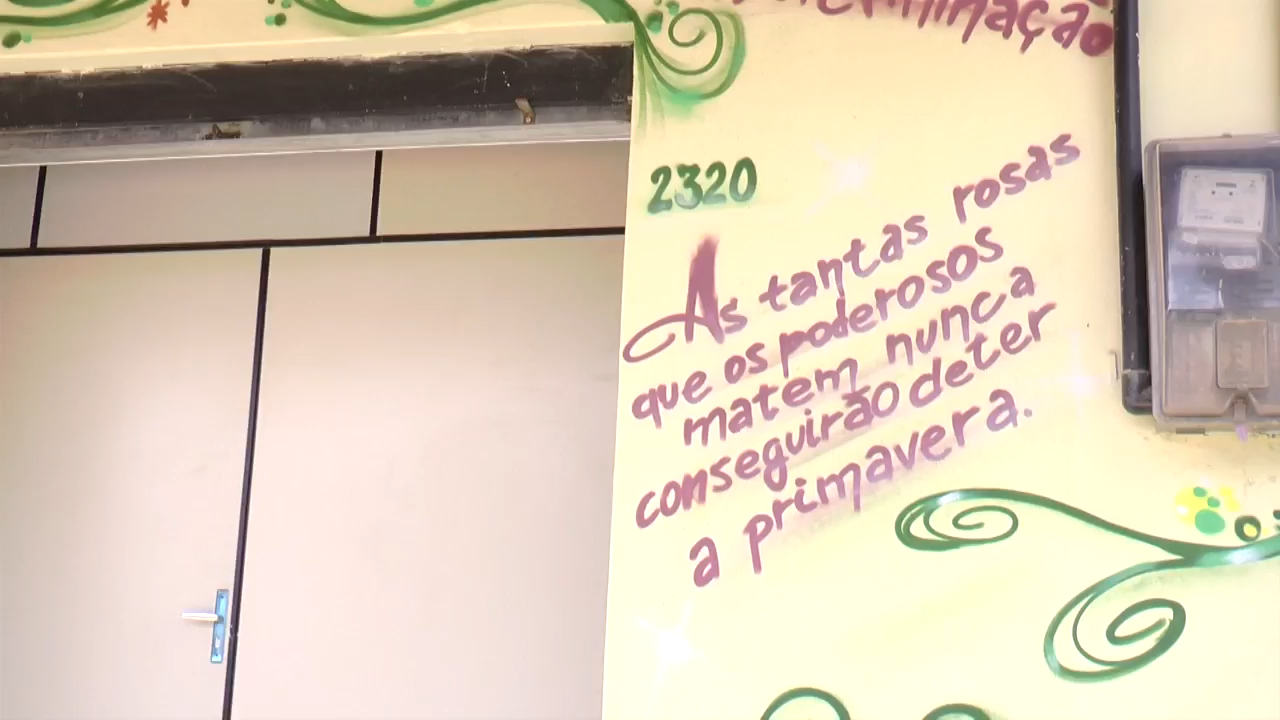 2320
As tantas rosas
que os poderosos
matem nunca
conseguirão deter
a primavera.